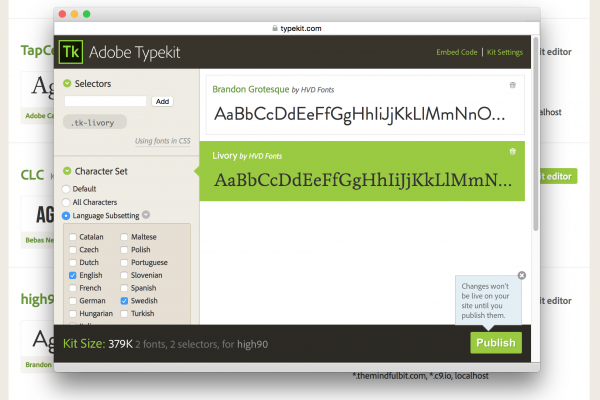 typekit.com
Tk Adobe Typekit
Embed Code | Kit Settings
Selectors
Add
.tk-livory
Using fonts in CSS
Character Set
Default
All Characters
Language Subsetting
Catalan Maltese
Czech Polish
Dutch Portuguese
English Slovenian
French Spanish
German Swedish
Hungarian Turkish
Brandon Grotesque by HVD Fonts
AaBbCcDdEeFfGgHhIiJjKkLlMmNnO...
Livory by HVD Fonts
AaBbCcDdEeFfGgHhIiJjKkLlMmN...
Changes won't
be live on your
site until you
publish them.
Kit Size: 379K 2 fonts, 2 selectors, for high90
Publish
TapCe
Ag
Adobe Ca
it editor
lhost
CLC
AG
Bebas Ne
it editor
high9
Ag
Brandon
it editor
*.themindfulbit.com, *.c9.io, localhost